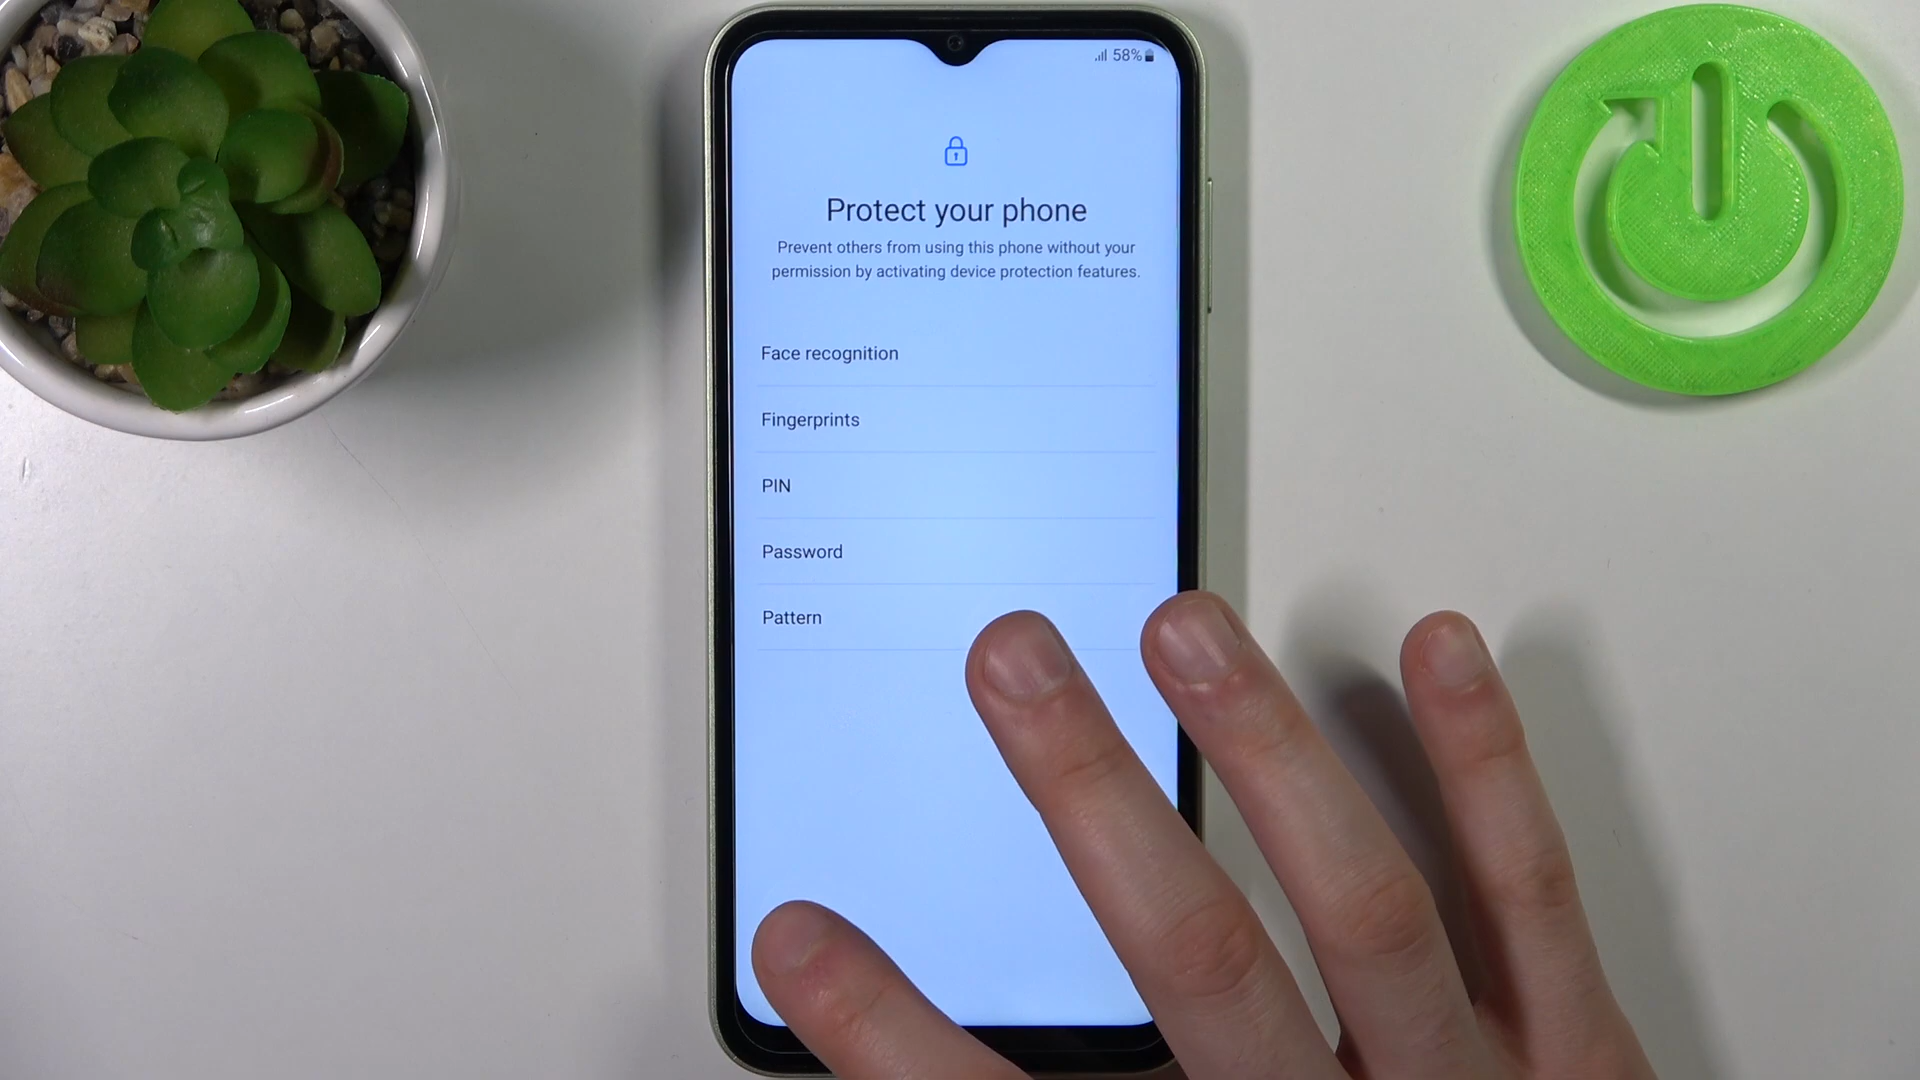 58%
Protect your phone
Prevent others from using this phone without your
permission by activating device protection features.
Face recognition
Fingerprints
PIN
Password
Pattern